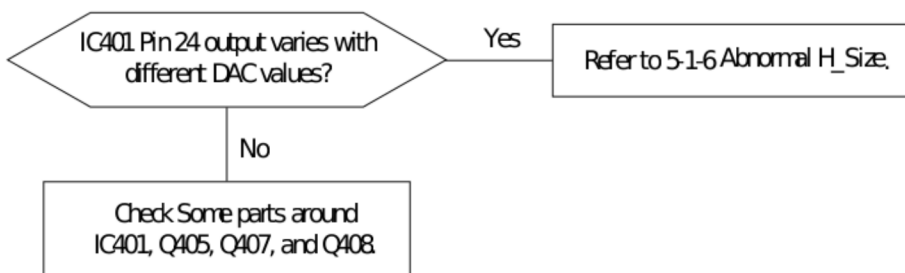 IC401 Pin 24 output varies with
different DAC values?
Yes
Refer to 5-1-6 Abnormal H_Size.
No
Check Some parts around
IC401, Q405, Q407, and Q408.